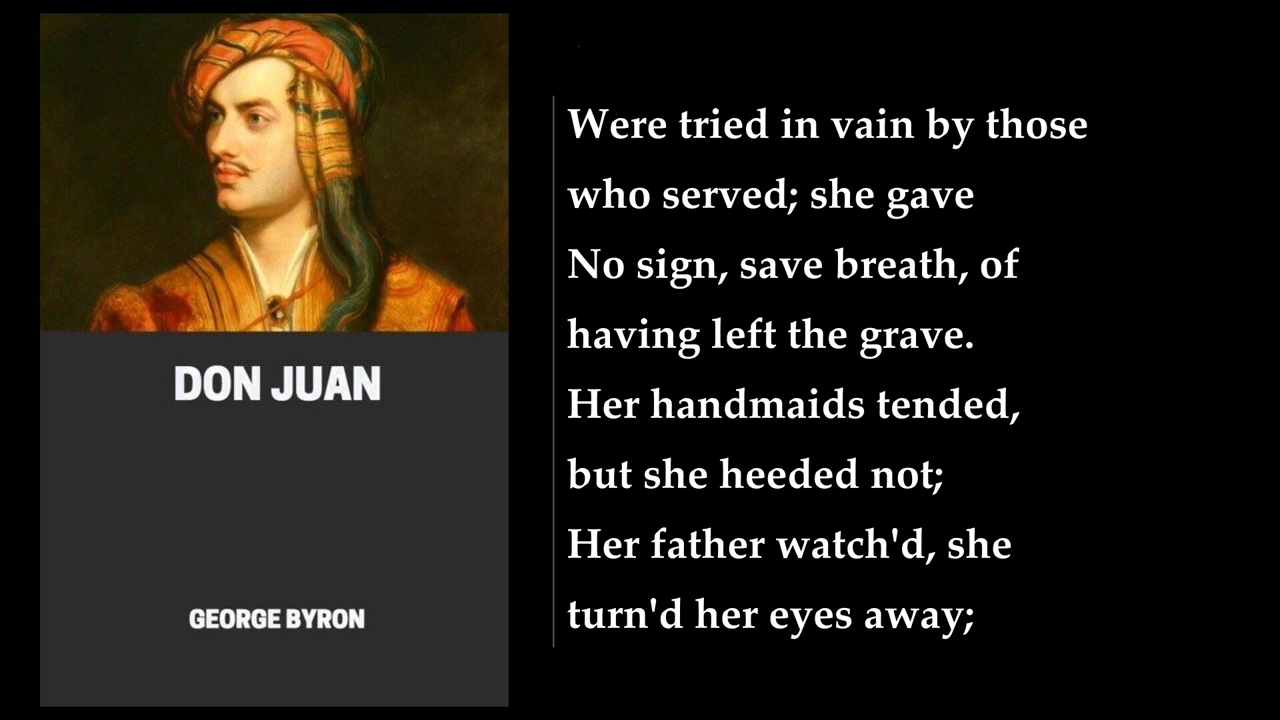 DON JUAN
GEORGE BYRON
Were tried in vain by those
who served; she gave
No sign, save breath, of
having left the grave.
Her handmaids tended,
but she heeded not;
Her father watch'd, she
turn'd her eyes away;